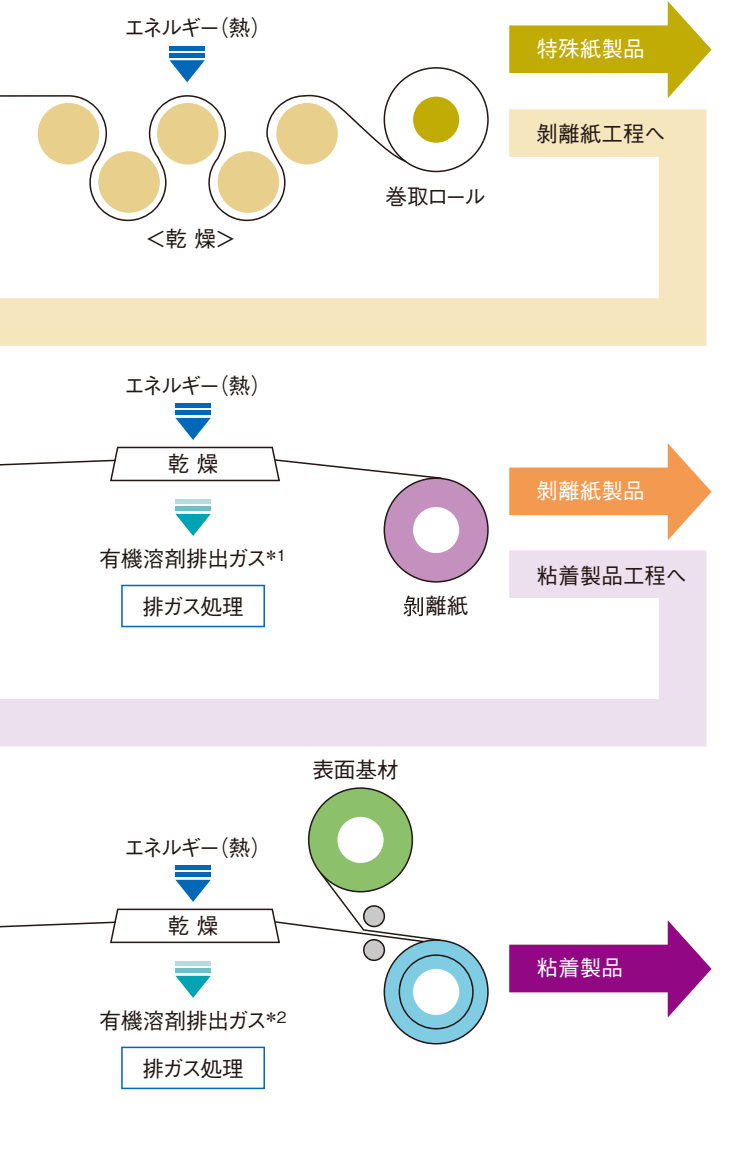 エネルギー（熱）
特殊紙製品
剝離紙工程へ
巻取ロール
＜乾 燥＞
エネルギー（熱）
乾 燥
剝離紙製品
有機溶剤排出ガス*1
粘着製品工程へ
排ガス処理
剝離紙
表面基材
エネルギー（熱）
乾 燥
粘着製品
有機溶剤排出ガス*2
排ガス処理